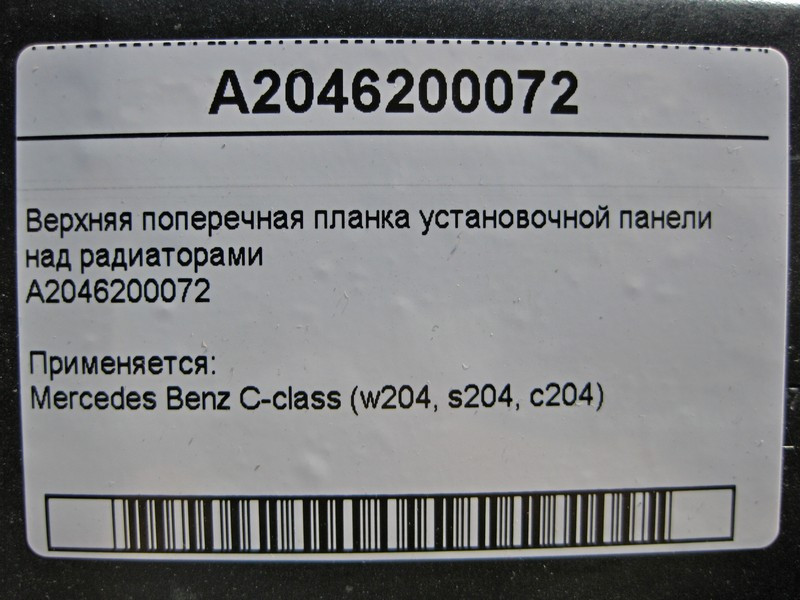 A2046200072
Верхняя поперечная планка установочной панели
над радиаторами
A2046200072
Применяется:
Mercedes Benz C-class (w204, s204, c204)